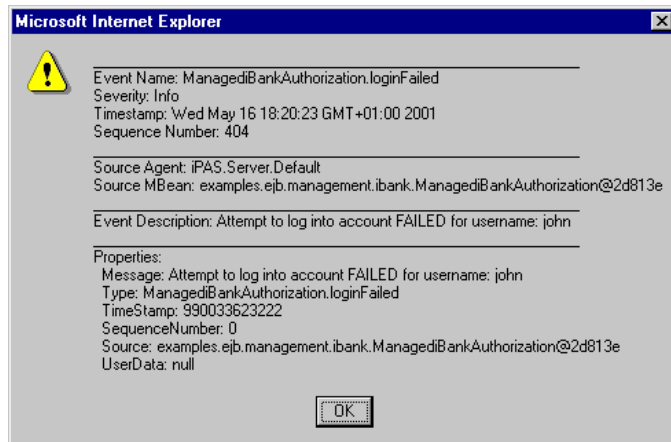 Microsoft Internet Explorer
Event Name: ManagediBankAuthorization.loginFailed
Severity: Info
Timestamp: Wed May 16 18:20:23 GMT+01:00 2001
Sequence Number: 404
Source Agent: iPAS.Server.Default
Source MBean: examples.ejb.management.ibank.ManagediBankAuthorization@2d813e
Event Description: Attempt to log into account FAILED for username: john
Properties:
Message: Attempt to log into account FAILED for username: john
Type: ManagediBankAuthorization.loginFailed
TimeStamp: 990033623222
SequenceNumber: 0
Source: examples.ejb.management.ibank.ManagediBankAuthorization@2d813e
UserData: null
OK